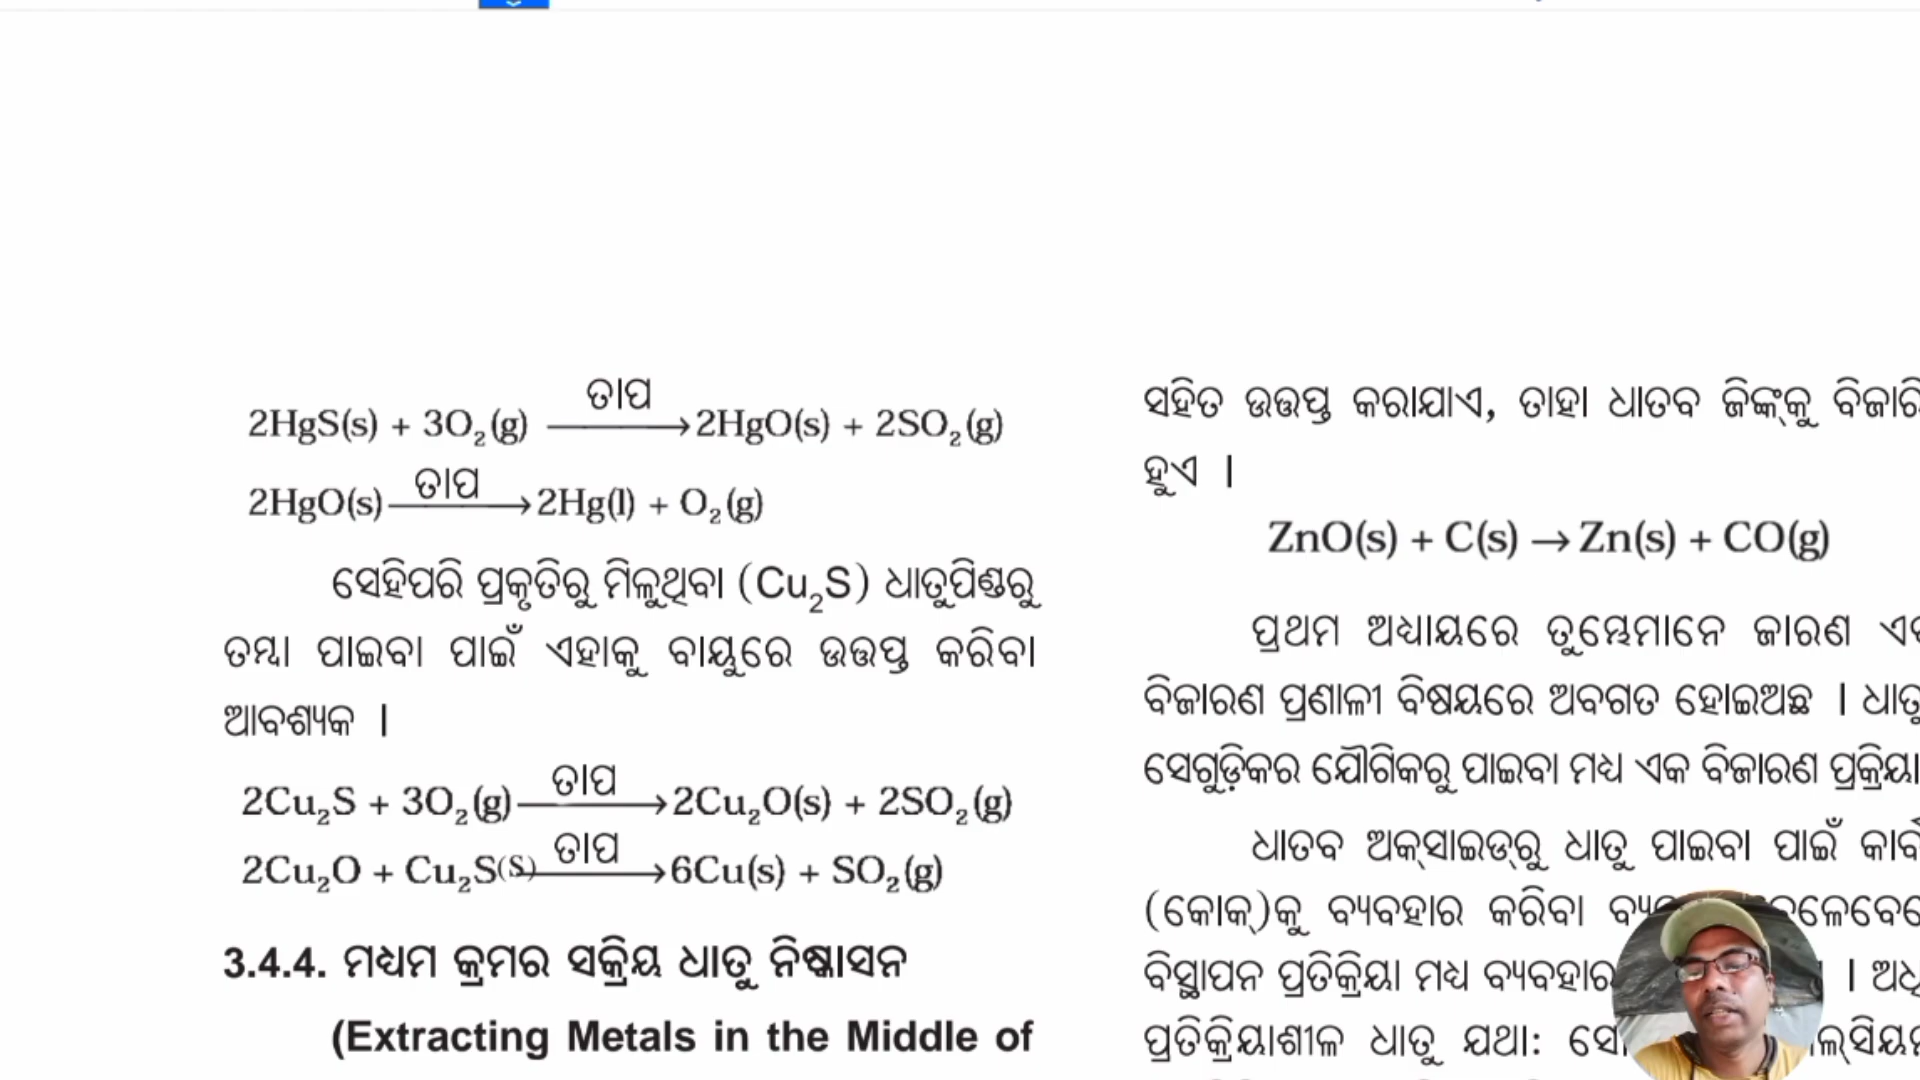 2HgS(s) + 3O₂(g) ତାପ⟶ 2HgO(s) + 2SO₂(g)
2HgO(s) ତାପ⟶ 2Hg(l) + O₂(g)
ସେହିପରି ପ୍ରକୃତିରୁ ମିଳୁଥିବା (Cu₂S) ଧାତୁପିଣ୍ଡରୁ
ତମ୍ବା ପାଇବା ପାଇଁ ଏହାକୁ ବାୟୁରେ ଉତ୍ତପ୍ତ କରିବା
ଆବଶ୍ୟକ ।
2Cu₂S + 3O₂(g) ତାପ⟶ 2Cu₂O(s) + 2SO₂(g)
2Cu₂O + Cu₂S(S) ତାପ⟶ 6Cu(s) + SO₂(g)
3.4.4. ମଧ୍ୟମ କ୍ରମର ସକ୍ରିୟ ଧାତୁ ନିଷ୍କାସନ
(Extracting Metals in the Middle of
ସହିତ ଉତ୍ତପ୍ତ କରାଯାଏ, ତାହା ଧାତବ ଜିଙ୍କ୍‌କୁ
ହୁଏ ।
ZnO(s) + C(s) → Zn(s) + CO(g)
ପ୍ରଥମ ଅଧ୍ୟାୟରେ ତୁମ୍ଭେମାନେ ଜାରଣ
ବିଜାରଣ ପ୍ରଣାଳୀ ବିଷୟରେ ଅବଗତ ହୋଇଅଛ । ଧାତୁ
ସେଗୁଡ଼ିକର ଯୌଗିକରୁ ପାଇବା ମଧ୍ୟ ଏକ ବିଜାରଣ ପ୍ରକ୍ରିୟା
ଧାତବ ଅକ୍‌ସାଇଡ୍‌ରୁ ଧାତୁ ପାଇବା ପାଇଁ
(କୋକ୍)କୁ ବ୍ୟବହାର କରିବା
ବିସ୍ଥାପନ ପ୍ରତିକ୍ରିୟା ମଧ୍ୟ ବ୍ୟବହାର ।
ପ୍ରତିକ୍ରିୟାଶୀଳ ଧାତୁ ଯଥା: